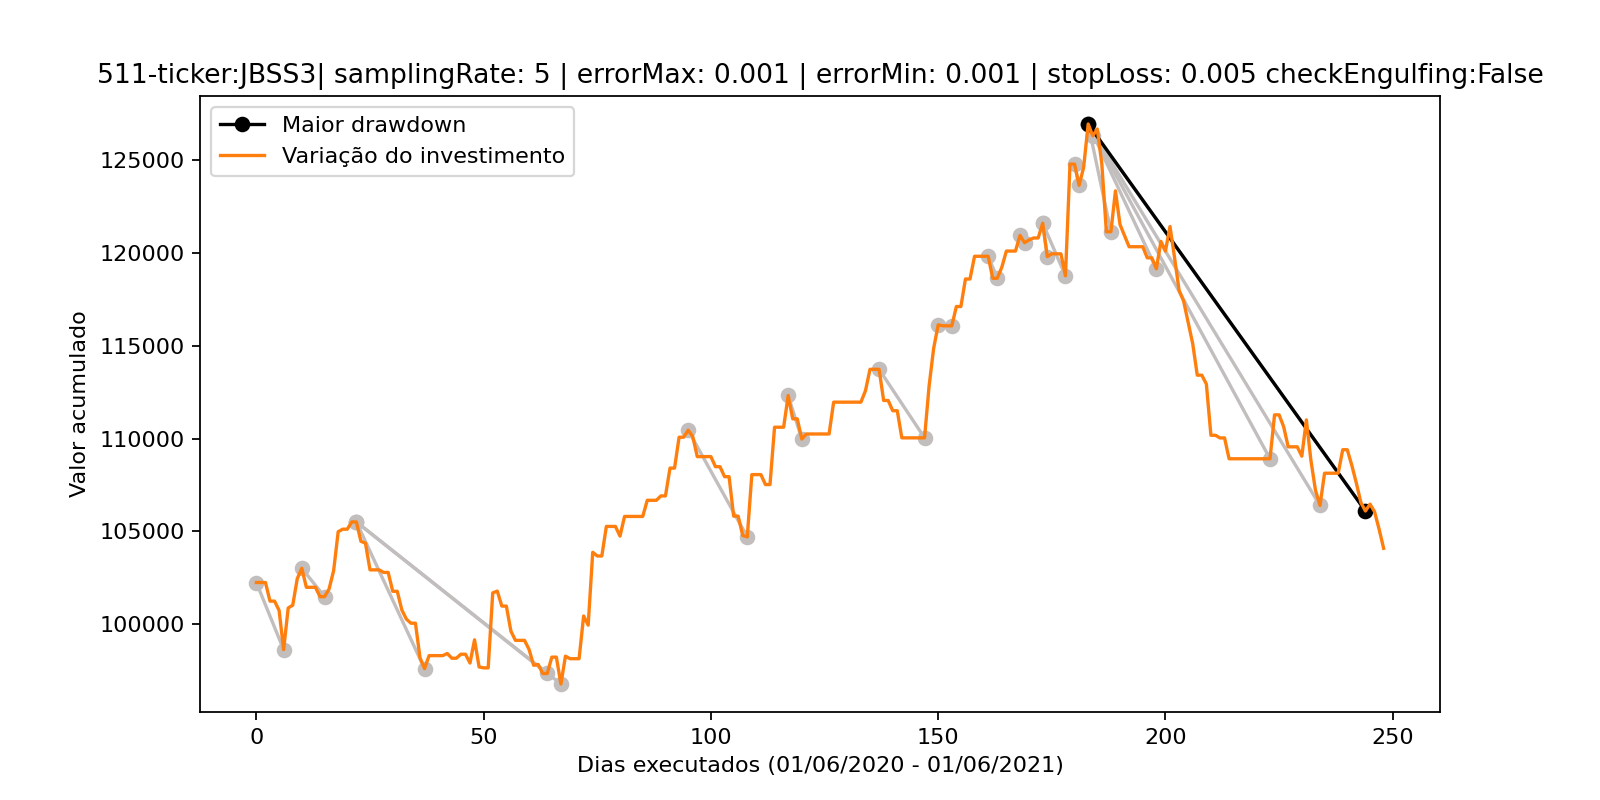 511-ticker:JBSS3| samplingRate: 5 | errorMax: 0.001 | errorMin: 0.001 | stopLoss: 0.005 checkEngulfing:False
Maior drawdown
Variação do investimento
Valor acumulado
125000
120000
115000
110000
105000
100000
0 50 100 150 200 250
Dias executados (01/06/2020 - 01/06/2021)